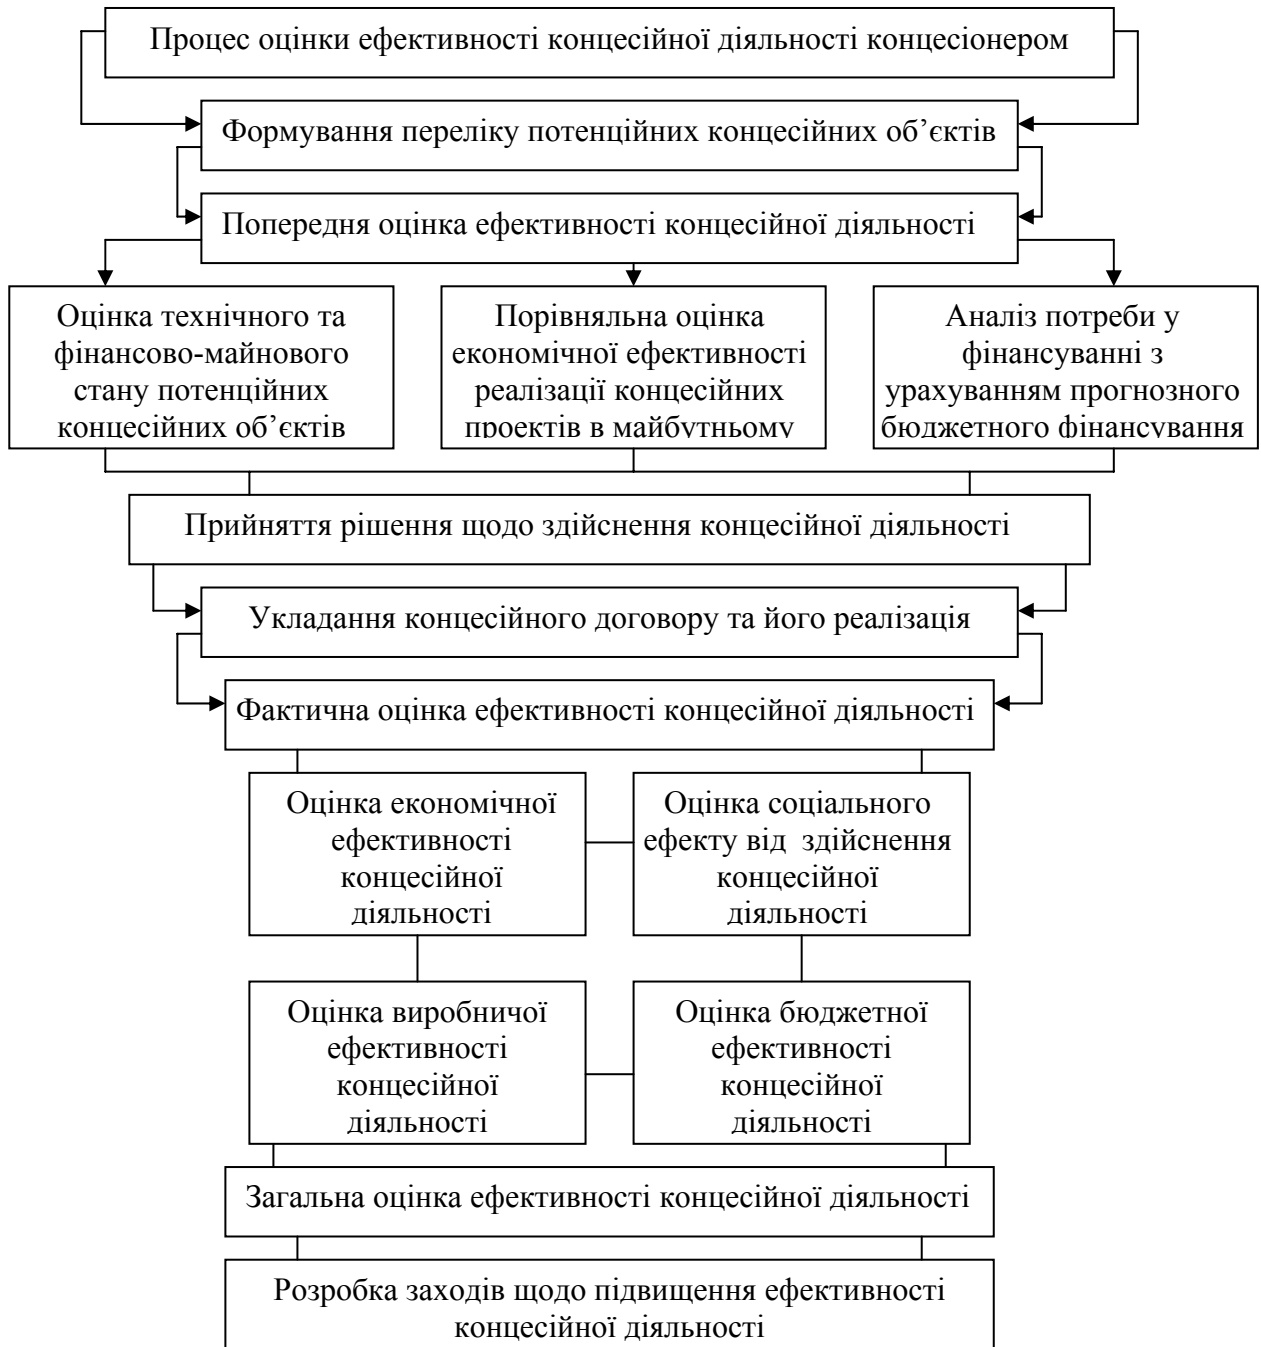 Процес оцінки ефективності концесійної діяльності концесіонером
Формування переліку потенційних концесійних об’єктів
Попередня оцінка ефективності концесійної діяльності
Оцінка технічного та
фінансово-майнового
стану потенційних
концесійних об’єктів
Порівняльна оцінка
економічної ефективності
реалізації концесійних
проектів в майбутньому
Аналіз потреби у
фінансуванні з
урахуванням прогнозного
бюджетного фінансування
Прийняття рішення щодо здійснення концесійної діяльності
Укладання концесійного договору та його реалізація
Фактична оцінка ефективності концесійної діяльності
Оцінка економічної
ефективності
концесійної
діяльності
Оцінка соціального
ефекту від здійснення
концесійної
діяльності
Оцінка виробничої
ефективності
концесійної
діяльності
Оцінка бюджетної
ефективності
концесійної
діяльності
Загальна оцінка ефективності концесійної діяльності
Розробка заходів щодо підвищення ефективності
концесійної діяльності